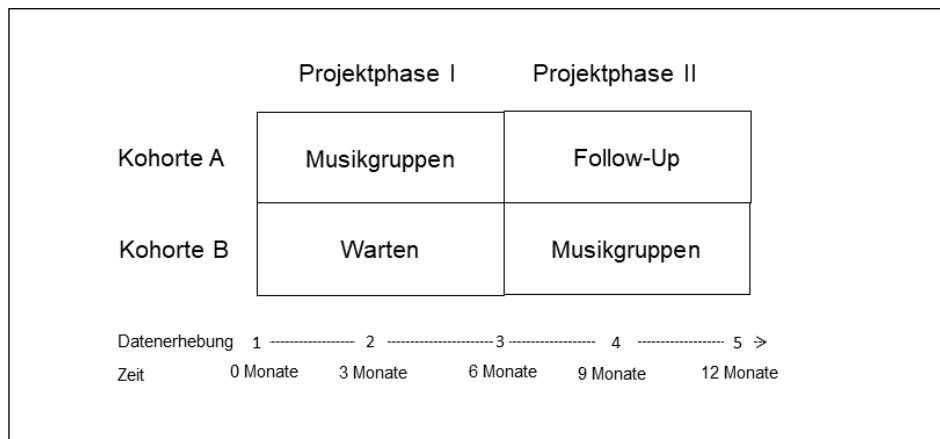 Projektphase I Projektphase II
Kohorte A Musikgruppen Follow-Up
Kohorte B Warten Musikgruppen
Datenerhebung 1 2 3 4 5
Zeit 0 Monate 3 Monate 6 Monate 9 Monate 12 Monate